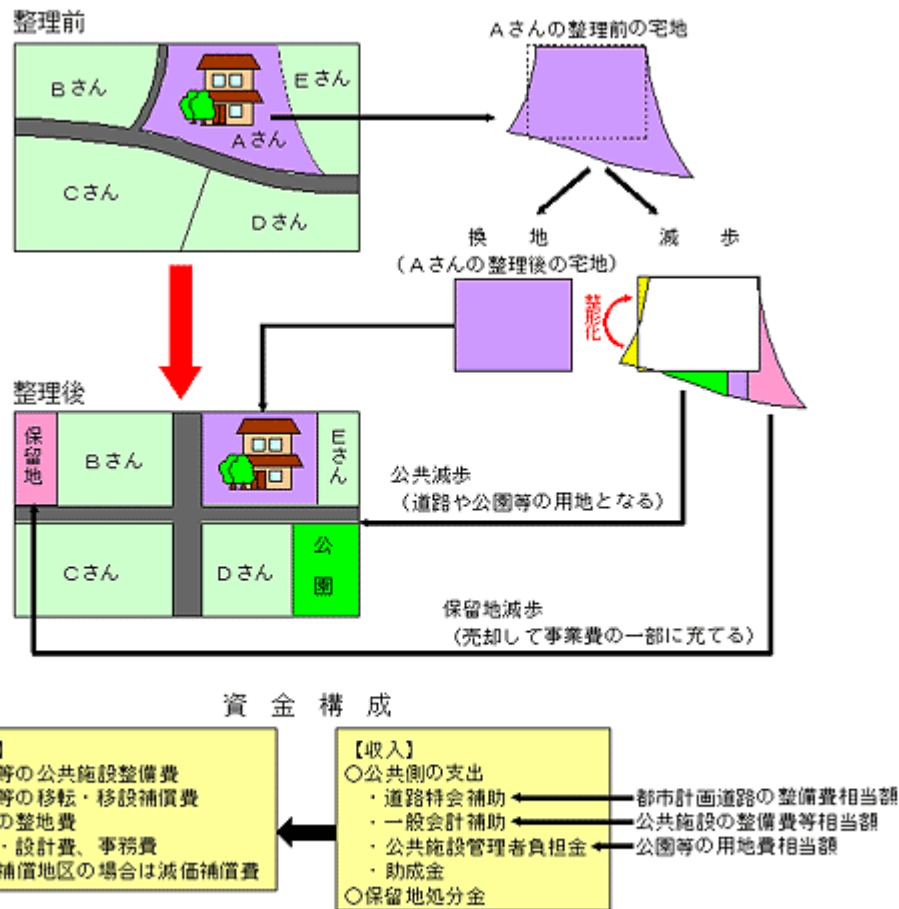 整理前
Aさんの整理前の宅地
Bさん
Eさん
Aさん
Cさん
Dさん
換地
減歩
(Aさんの整理後の宅地)
整形化
整理後
保留地
Bさん
Eさん
公共減歩
(道路や公園等の用地となる)
Cさん
Dさん
公園
保留地減歩
(売却して事業費の一部に充てる)
資金構成
】
等の公共施設整備費
等の移転・移設補償費
の整地費
・設計費、事務費
補償地区の場合は減価補償費
【収入】
○公共側の支出
・道路特会補助
・一般会計補助
・公共施設管理者負担金
・助成金
○保留地処分金
都市計画道路の整備費相当額
公共施設の整備費等相当額
公園等の用地費相当額